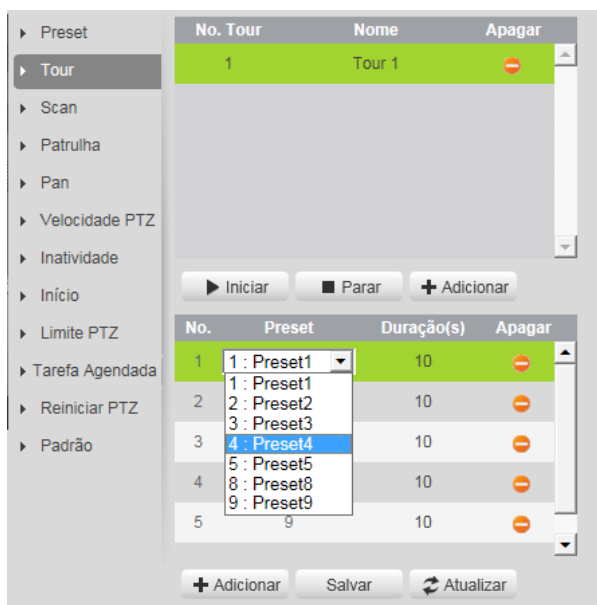 Preset
Tour
Scan
Patrulha
Pan
Velocidade PTZ
Inatividade
Início
Limite PTZ
Tarefa Agendada
Reiniciar PTZ
Padrão
No. Tour Nome Apagar
1 Tour 1
Iniciar Parar Adicionar
No. Preset Duração(s) Apagar
1 1 : Preset1 10
1 : Preset1
2 : Preset2
3 : Preset3
4 : Preset4
5 : Preset5
8 : Preset8
9 : Preset9
2 10
3 10
4 10
5 9 10
Adicionar Salvar Atualizar